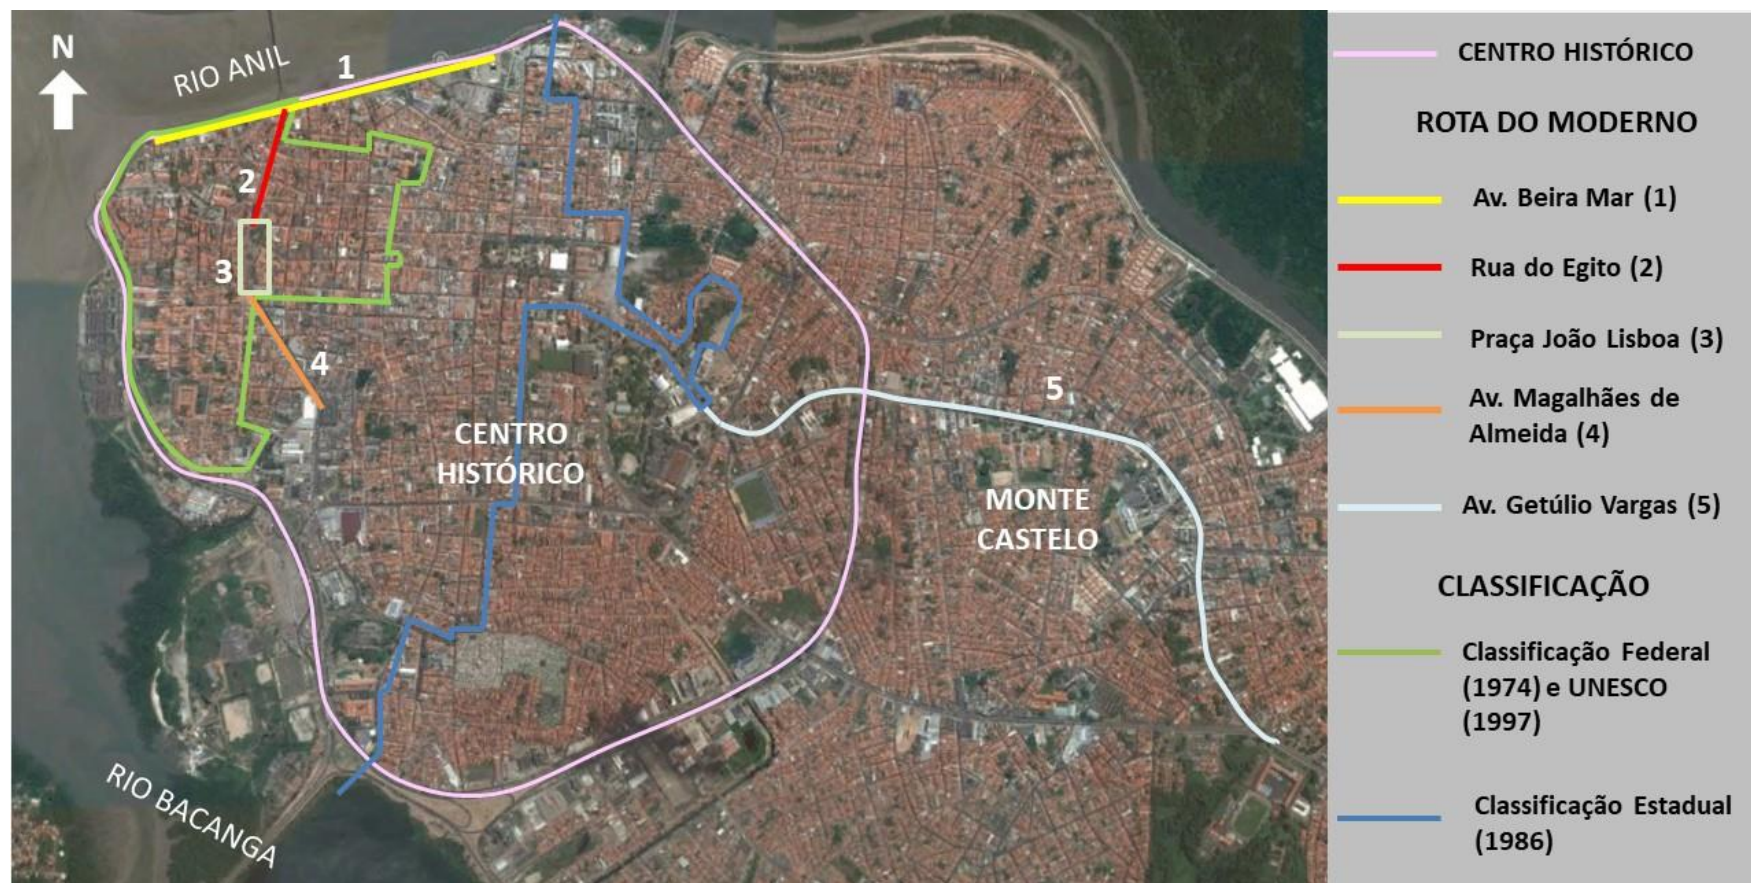 N
RIO ANIL
1
2
3
4
5
CENTRO
HISTÓRICO
MONTE
CASTELO
RIO BACANGA
CENTRO HISTÓRICO
ROTA DO MODERNO
Av. Beira Mar (1)
Rua do Egito (2)
Praça João Lisboa (3)
Av. Magalhães de
Almeida (4)
Av. Getúlio Vargas (5)
CLASSIFICAÇÃO
Classificação Federal
(1974) e UNESCO
(1997)
Classificação Estadual
(1986)